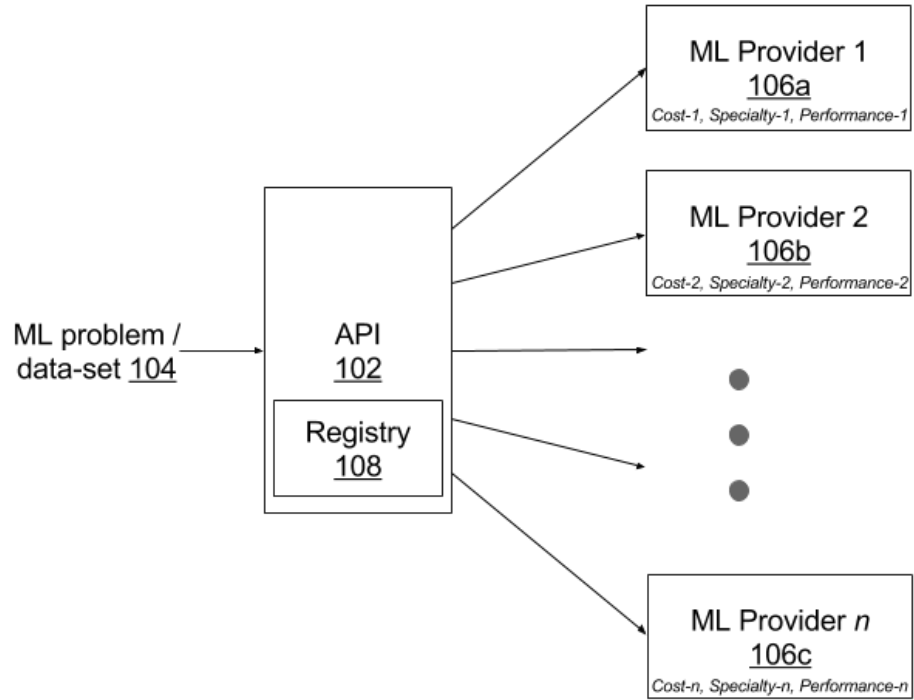 ML problem /
data-set 104
API
102
Registry
108
ML Provider 1
106a
Cost-1, Specialty-1, Performance-1
ML Provider 2
106b
Cost-2, Specialty-2, Performance-2
ML Provider n
106c
Cost-n, Specialty-n, Performance-n